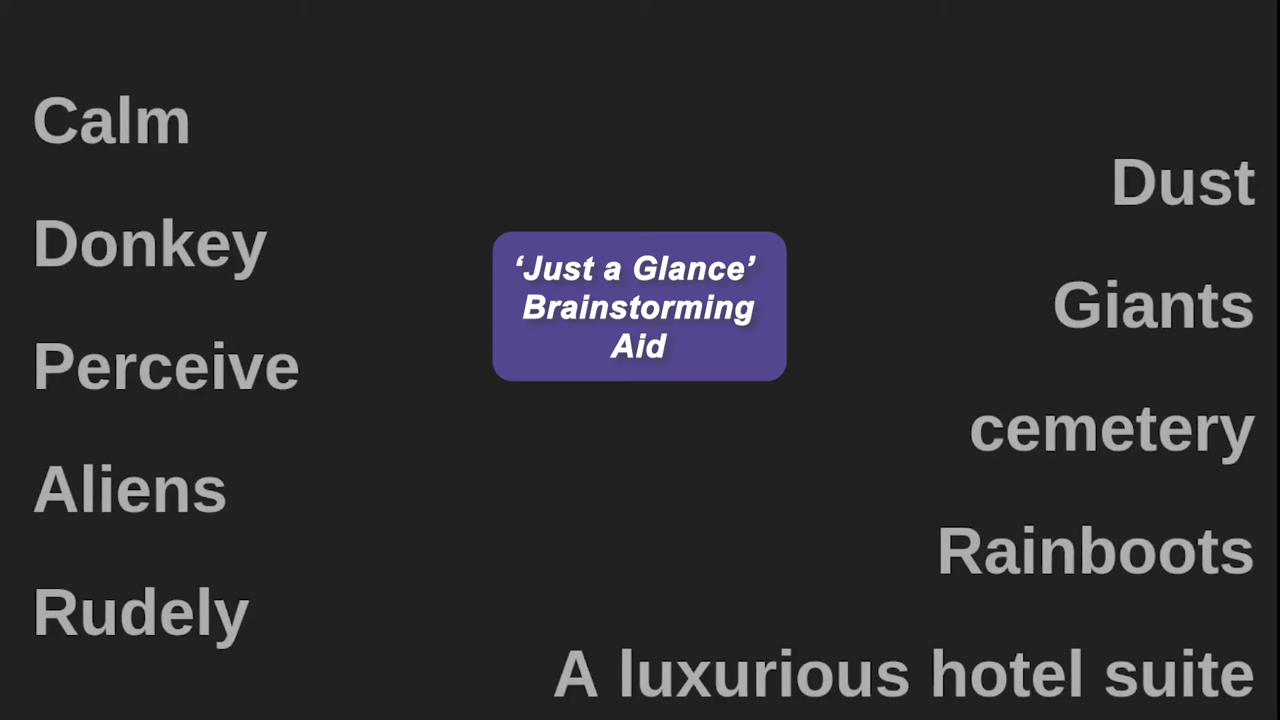 Calm
Dust
Donkey
‘Just a Glance’
Brainstorming
Aid
Giants
Perceive
cemetery
Aliens
Rainboots
Rudely
A luxurious hotel suite